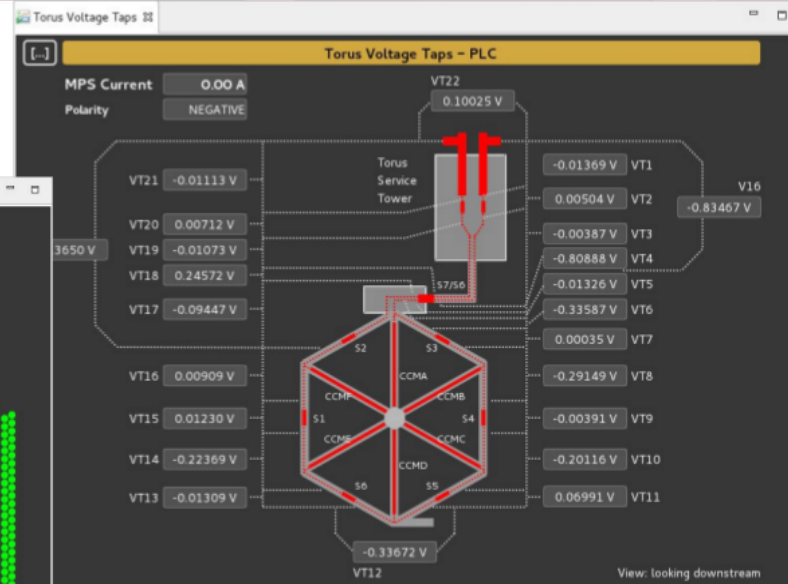 Torus Voltage Taps
[...]
Torus Voltage Taps - PLC
MPS Current 0.00 A
Polarity NEGATIVE
VT22
0.10025 V
Torus
Service
Tower
VT21 -0.01113 V
VT20 0.00712 V
VT19 -0.01073 V
VT18 0.24572 V
VT17 -0.09447 V
VT16 0.00909 V
VT15 0.01230 V
VT14 -0.22369 V
VT13 -0.01309 V
3650 V
-0.01369 V VT1
0.00504 V VT2
-0.00387 V VT3
-0.80888 V VT4
-0.01326 V VT5
-0.33587 V VT6
0.00035 V VT7
-0.29149 V VT8
-0.00391 V VT9
-0.20116 V VT10
0.06991 V VT11
V16
-0.83467 V
S7/S6
S2
S3
CCMA
CCMF
CCMB
S1
S4
CCME
CCMC
CCMD
S6
S5
-0.33672 V
VT12
View: looking downstream